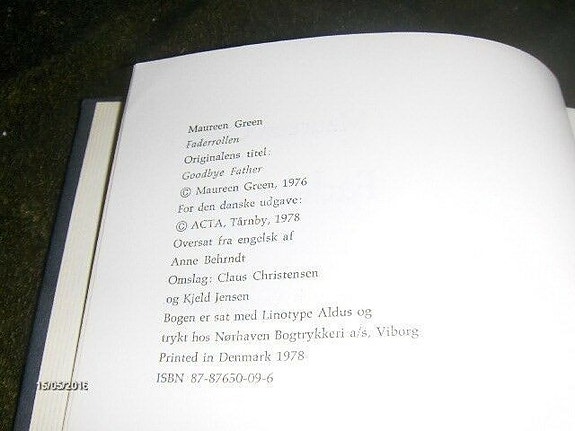 Maureen Green
Faderrollen
Originalens titel:
Goodbye Father
© Maureen Green, 1976
For den danske udgave:
© ACTA, Tårnby, 1978
Oversat fra engelsk af
Anne Behrndt
Omslag: Claus Christensen
og Kjeld Jensen
Bogen er sat med Linotype Aldus og
trykt hos Nørhaven Bogtrykkeri a/s, Viborg
Printed in Denmark 1978
ISBN 87-87650-09-6
15/05/2016